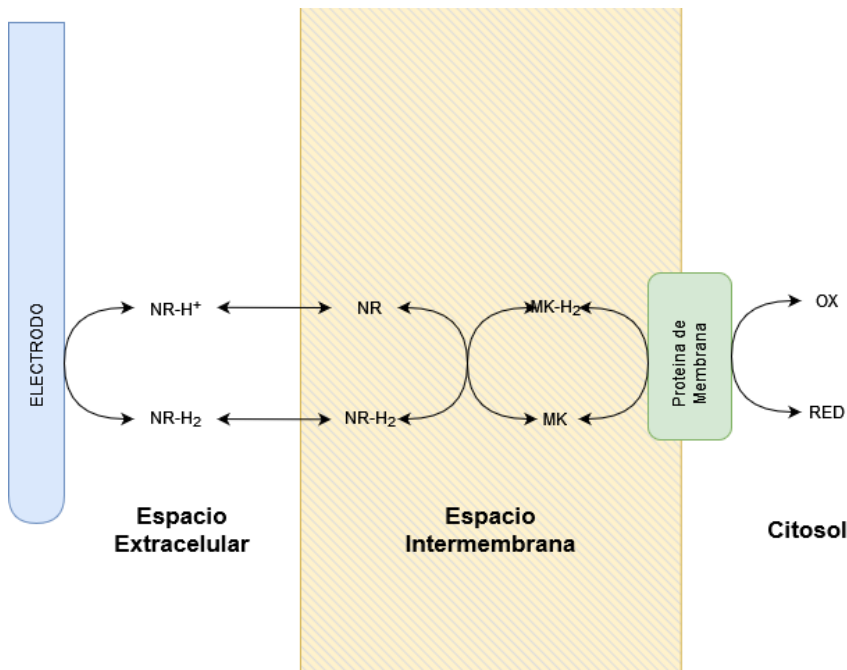 ELECTRODO
NR-H⁺
NR-H₂
NR
NR-H₂
MK-H₂
MK
Proteina de
Membrana
OX
RED
Espacio
Extracelular
Espacio
Intermembrana
Citosol